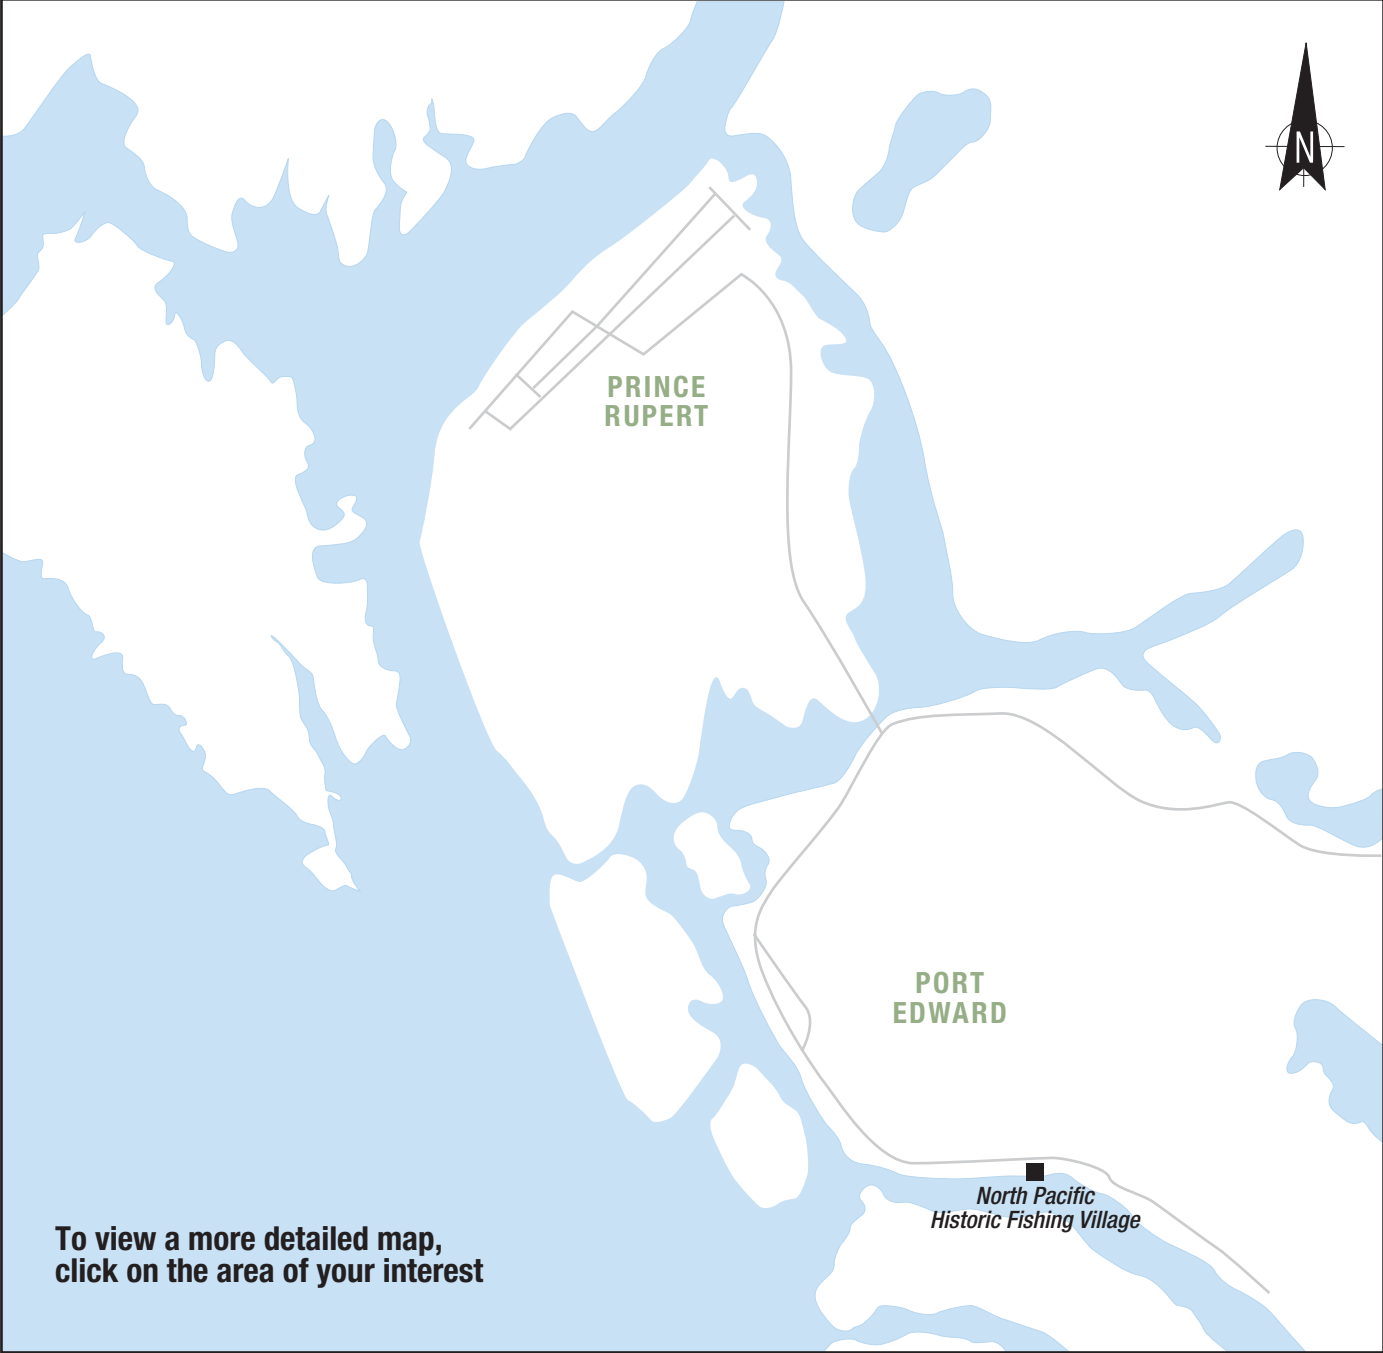 N
PRINCE
RUPERT
PORT
EDWARD
North Pacific
Historic Fishing Village
To view a more detailed map,
click on the area of your interest